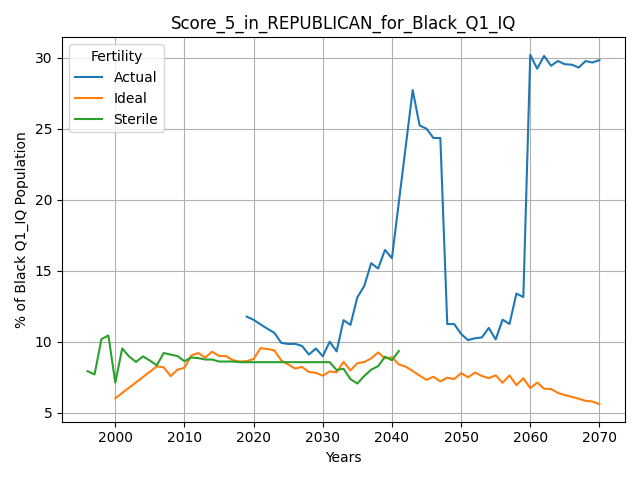 Score_5_in_REPUBLICAN_for_Black_Q1_IQ
Fertility
Actual
Ideal
Sterile
% of Black Q1_IQ Population
30
25
20
15
10
5
2000
2010
2020
2030
2040
2050
2060
2070
Years